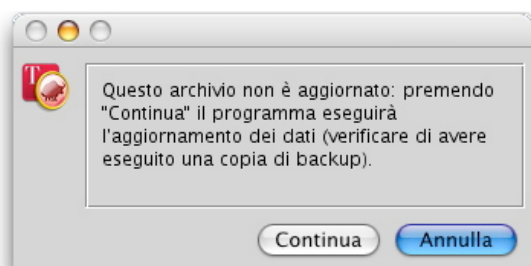 T
Questo archivio non è aggiornato: premendo
"Continua" il programma eseguirà
l'aggiornamento dei dati (verificare di avere
eseguito una copia di backup).
Continua Annulla